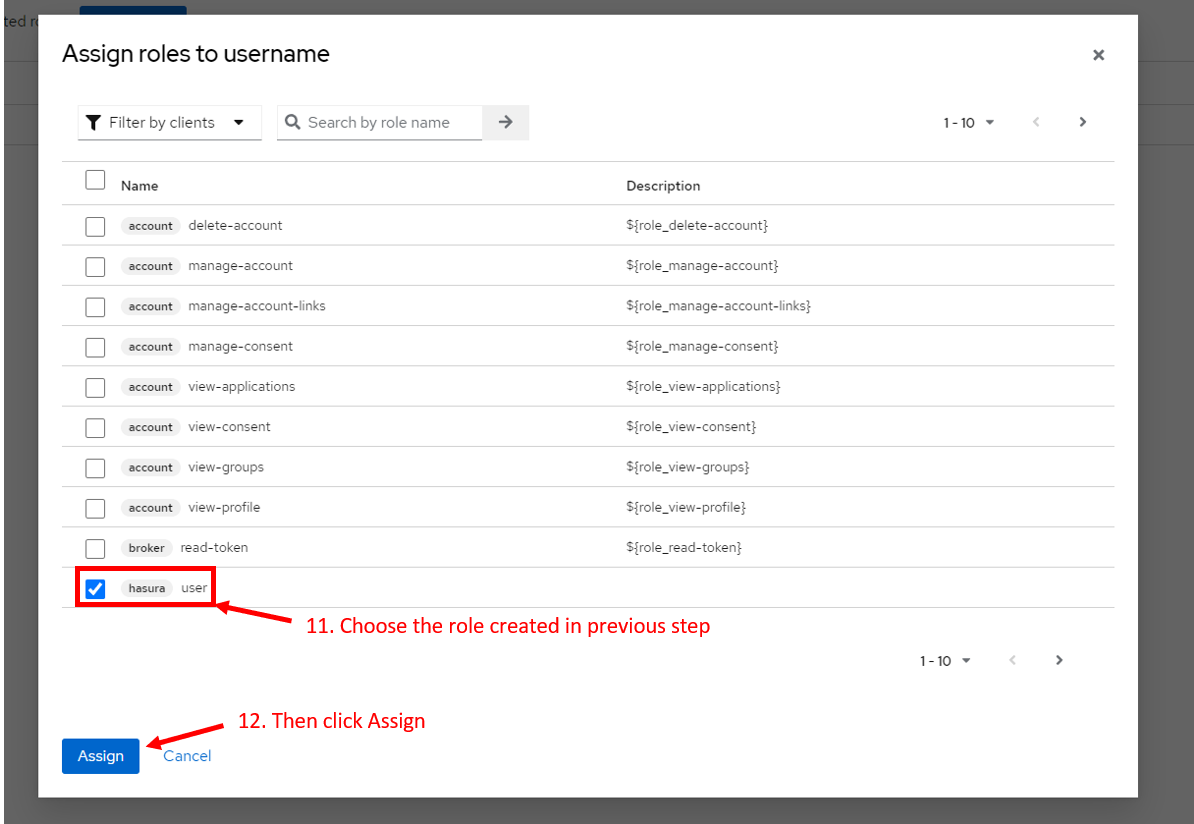 ted ro
Assign roles to username
Filter by clients
Search by role name
1 - 10
Name Description
account delete-account ${role_delete-account}
account manage-account ${role_manage-account}
account manage-account-links ${role_manage-account-links}
account manage-consent ${role_manage-consent}
account view-applications ${role_view-applications}
account view-consent ${role_view-consent}
account view-groups ${role_view-groups}
account view-profile ${role_view-profile}
broker read-token ${role_read-token}
hasura user
11. Choose the role created in previous step
1 - 10
12. Then click Assign
Assign Cancel